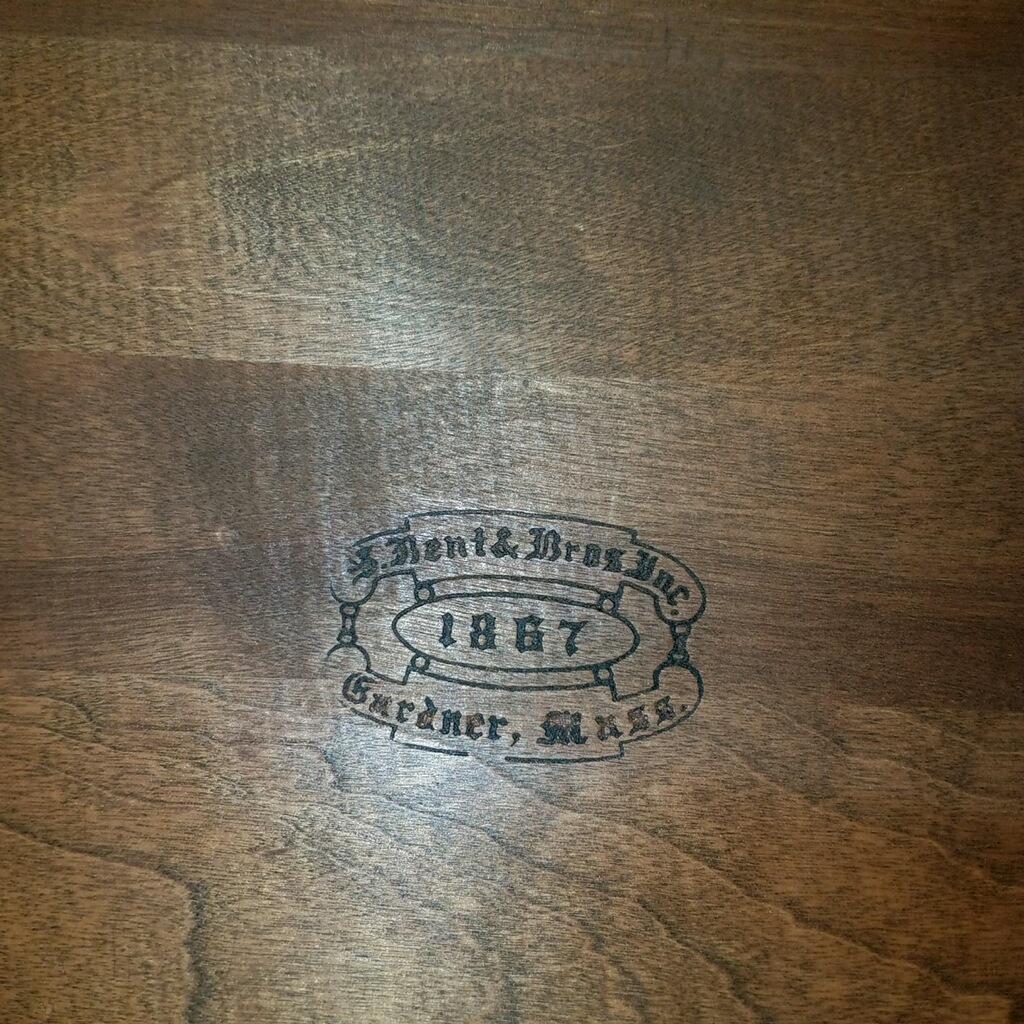 S. Bent & Bros. Inc.
1867
Gardner, Mass.